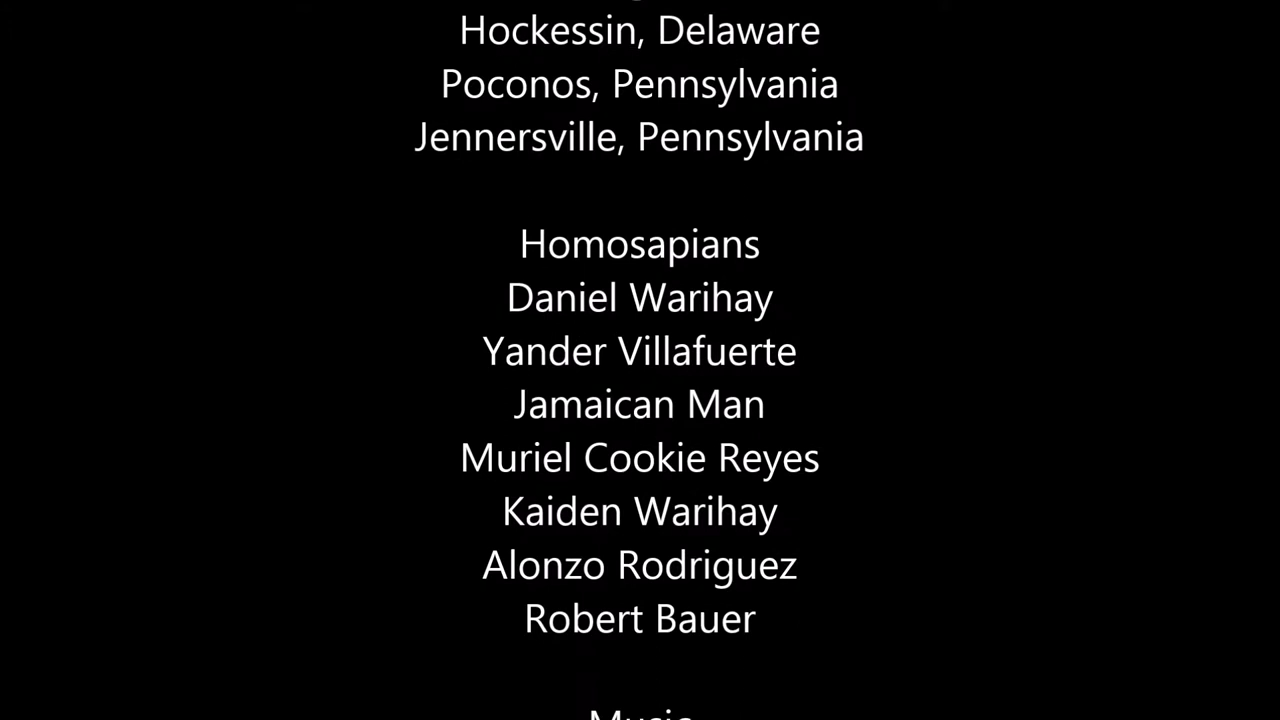 Hockessin, Delaware
Poconos, Pennsylvania
Jennersville, Pennsylvania
Homosapians
Daniel Warihay
Yander Villafuerte
Jamaican Man
Muriel Cookie Reyes
Kaiden Warihay
Alonzo Rodriguez
Robert Bauer
Music